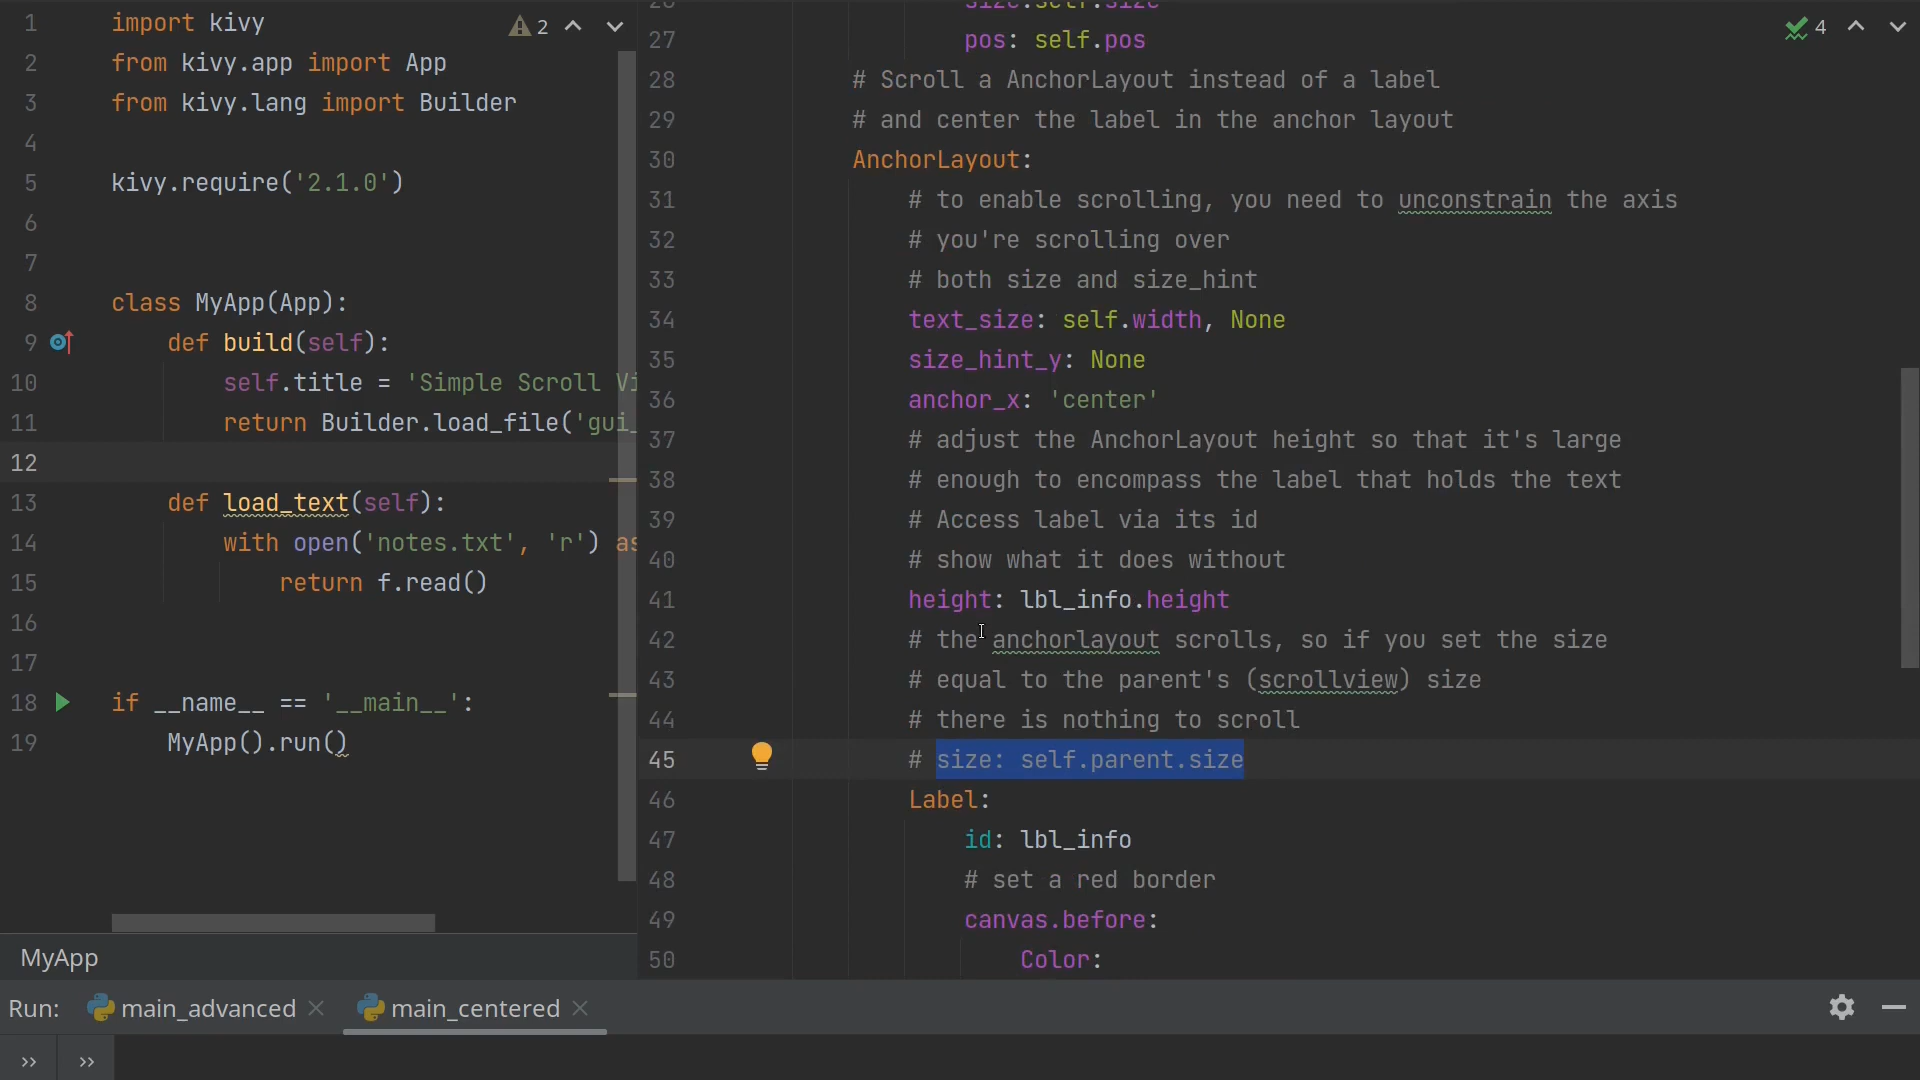 1 import kivy
2 from kivy.app import App
3 from kivy.lang import Builder
4
5 kivy.require('2.1.0')
6
7
8 class MyApp(App):
9 def build(self):
10 self.title = 'Simple Scroll Vi
11 return Builder.load_file('gui_
12
13 def load_text(self):
14 with open('notes.txt', 'r') as
15 return f.read()
16
17
18 if __name__ == '__main__':
19 MyApp().run()
2
MyApp
size:self.size
27 pos: self.pos
28 # Scroll a AnchorLayout instead of a label
29 # and center the label in the anchor layout
30 AnchorLayout:
31 # to enable scrolling, you need to unconstrain the axis
32 # you're scrolling over
33 # both size and size_hint
34 text_size: self.width, None
35 size_hint_y: None
36 anchor_x: 'center'
37 # adjust the AnchorLayout height so that it's large
38 # enough to encompass the label that holds the text
39 # Access label via its id
40 # show what it does without
41 height: lbl_info.height
42 # the anchorlayout scrolls, so if you set the size
43 # equal to the parent's (scrollview) size
44 # there is nothing to scroll
45 # size: self.parent.size
46 Label:
47 id: lbl_info
48 # set a red border
49 canvas.before:
50 Color:
4
Run: main_advanced main_centered
>> >>